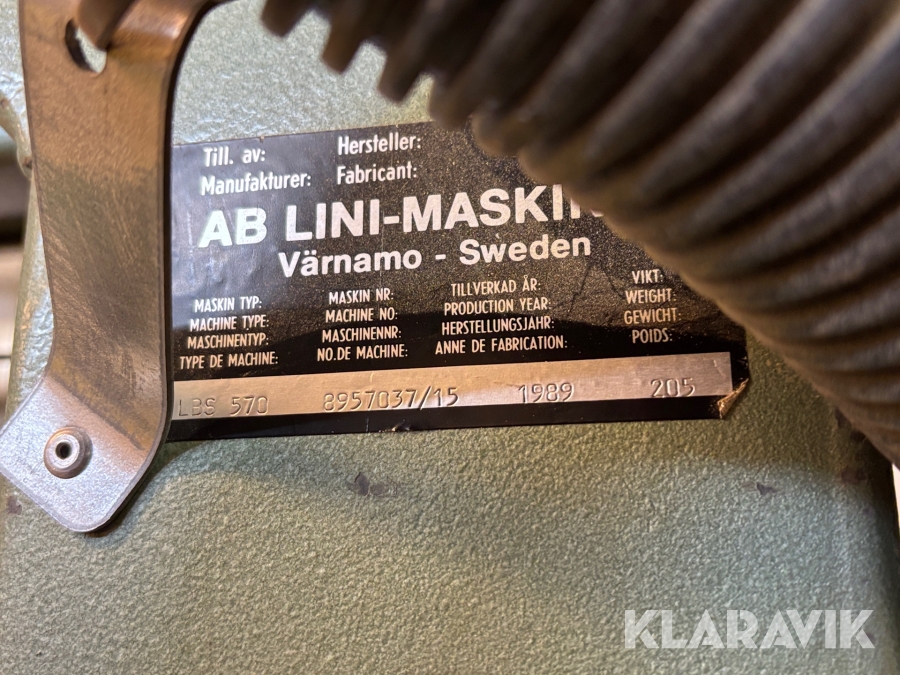 Till. av: Hersteller:
Manufakturer: Fabricant:
AB LINI-MASKIN
Värnamo - Sweden
MASKIN TYP: MASKIN NR: TILLVERKAD ÅR: VIKT:
MACHINE TYPE: MACHINE NO: PRODUCTION YEAR: WEIGHT:
MASCHINENTYP: MASCHINENNR: HERSTELLUNGSJAHR: GEWICHT:
TYPE DE MACHINE: NO.DE MACHINE: ANNE DE FABRICATION: POIDS:
LBS 570 8957037/15 1989 205
KLARAVIK